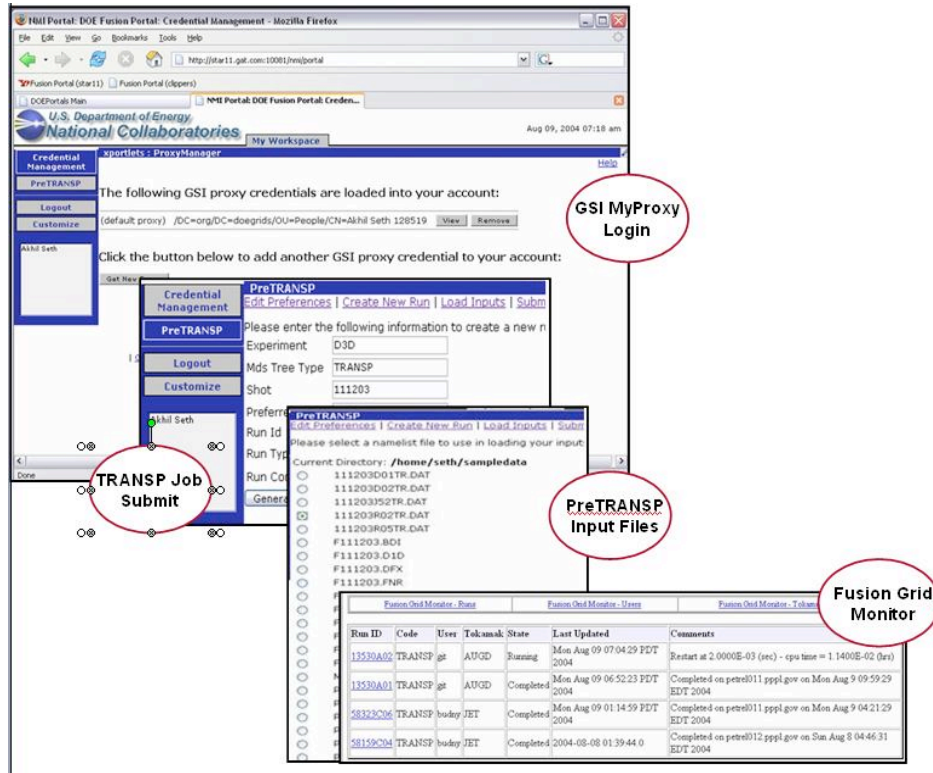 NMI Portal: DOE Fusion Portal: Credential Management - Mozilla Firefox
File Edit View Go Bookmarks Tools Help
http://star11.gat.com:10081/nmi/portal
Fusion Portal (star11) Fusion Portal (clippers)
DOEPortals Main
NMI Portal: DOE Fusion Portal: Creden...
U.S. Department of Energy
National Collaboratories
My Workspace
Aug 09, 2004 07:18 am
Credential Management
xportlets : ProxyManager
Help
PreTRANSP
Logout
Customize
Akhil Seth
The following GSI proxy credentials are loaded into your account:
(default proxy) /DC=org/DC=doegrids/OU=People/CN=Akhil Seth 128519 View Remove
Click the button below to add another GSI proxy credential to your account:
Get New
Done
GSI MyProxy
Login
Credential
Management
PreTRANSP
Logout
Customize
Akhil Seth
PreTRANSP
Edit Preferences | Create New Run | Load Inputs | Subm
Please enter the following information to create a new r
Experiment D3D
Mds Tree Type TRANSP
Shot 111203
Preferre
Run Id
Run Typ
Run Co
Genera
TRANSP Job
Submit
PreTRANSP
Edit Preferences | Create New Run | Load Inputs | Subm
Please select a namelist file to use in loading your input
Current Directory: /home/seth/sampledata
111203D01TR.DAT
111203D02TR.DAT
111203J52TR.DAT
111203R02TR.DAT
111203R05TR.DAT
F111203.BDI
F111203.D1D
F111203.DFX
F111203.FNR
PreTRANSP
Input Files
Fusion Grid
Monitor
Fusion Grid Monitor - Runs Fusion Grid Monitor - Users Fusion Grid Monitor - Tokama
Run ID Code User Tokamak State Last Updated Comments
13530A02 TRANSP git AUGD Running Mon Aug 09 07:04:29 PDT 2004 Restart at 2.0000E-03 (sec) - cpu time = 1.1400E-02 (hrs)
13530A01 TRANSP git AUGD Completed Mon Aug 09 06:52:23 PDT 2004 Completed on petrel011.pppl.gov on Mon Aug 9 09:59:29 EDT 2004
58323C06 TRANSP budny JET Completed Mon Aug 09 01:14:59 PDT 2004 Completed on petrel011.pppl.gov on Mon Aug 9 04:21:29 EDT 2004
58159C04 TRANSP budny JET Completed 2004-08-08 01:39:44.0 Completed on petrel012.pppl.gov on Sun Aug 8 04:46:31 EDT 2004